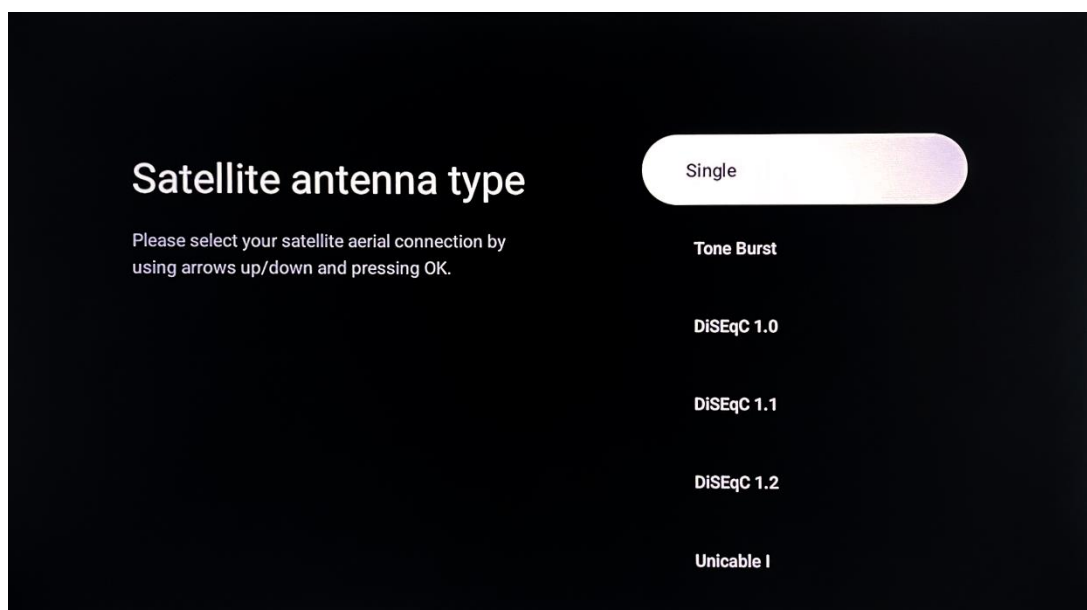 Satellite antenna type
Please select your satellite aerial connection by
using arrows up/down and pressing OK.
Single
Tone Burst
DiSEqC 1.0
DiSEqC 1.1
DiSEqC 1.2
Unicable I